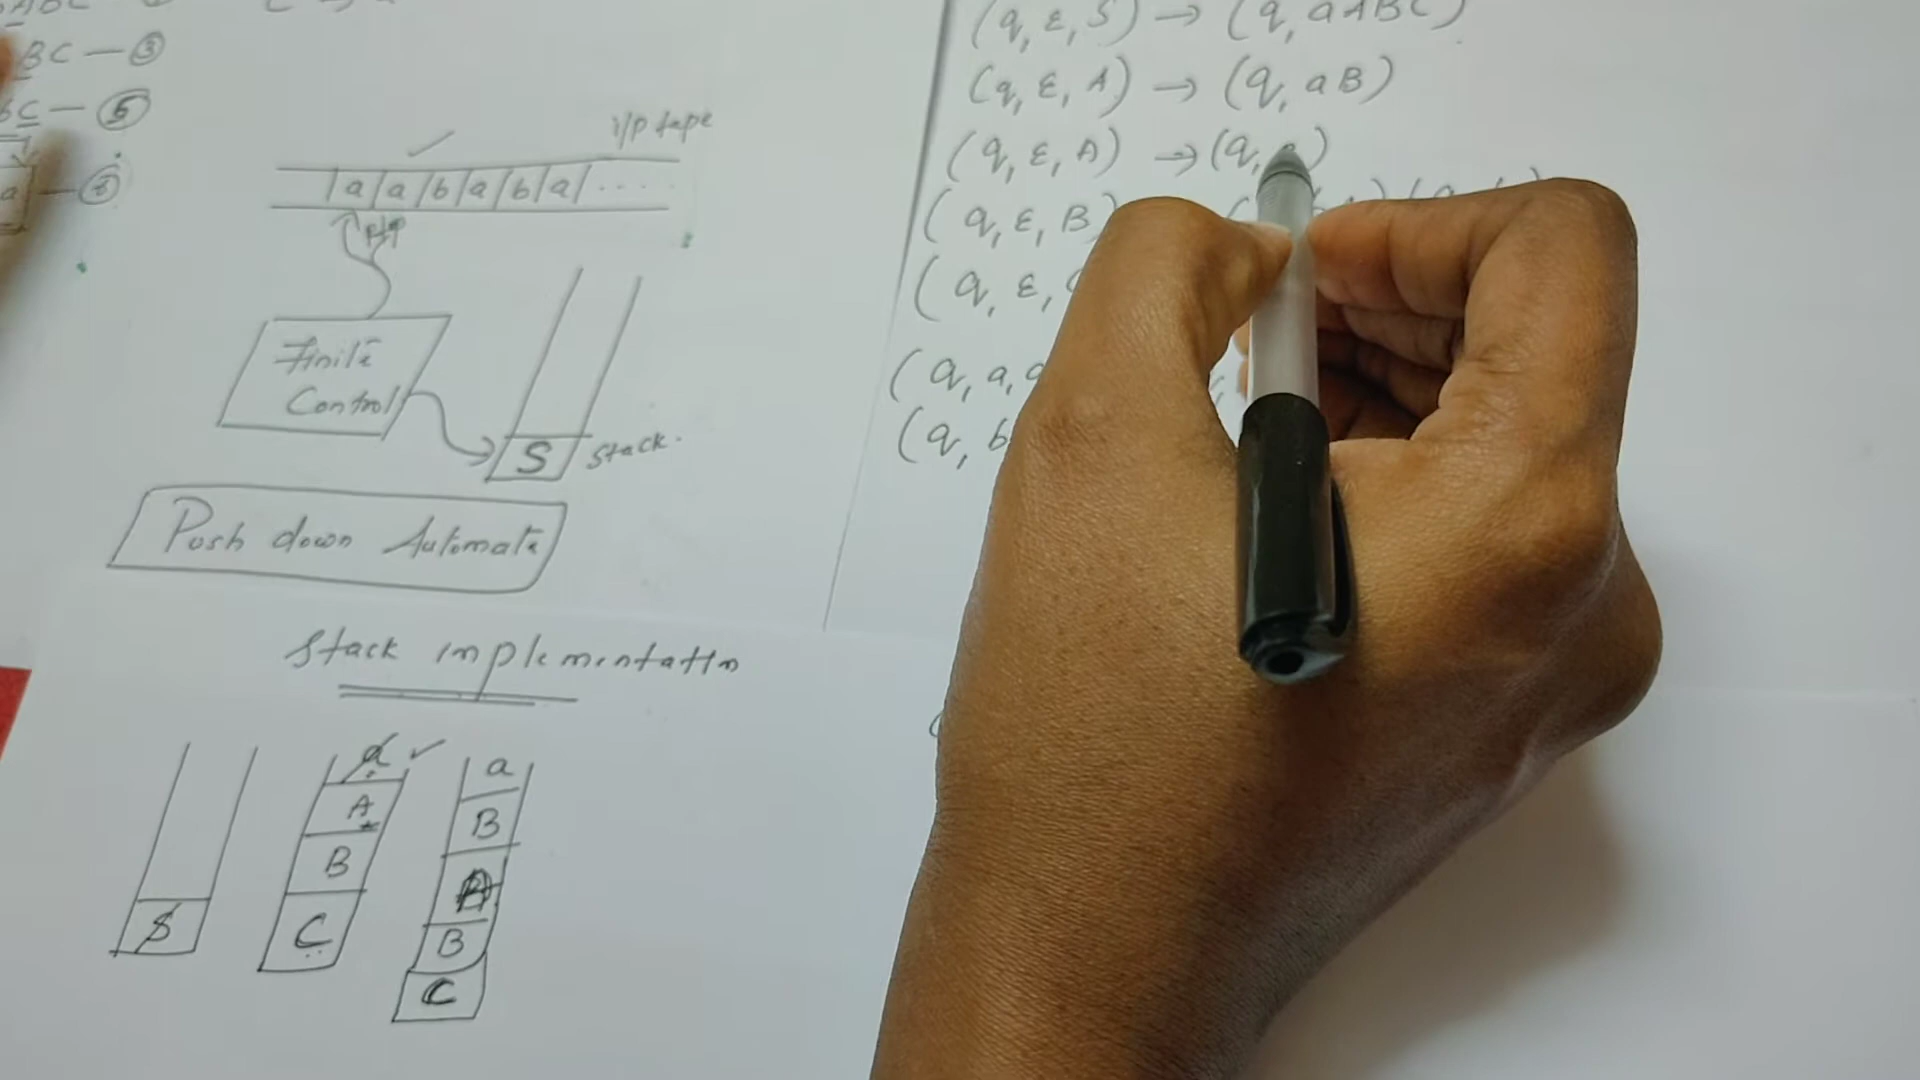 BC — ③
bC — ⑤
a
(q, ε, S) → (q, aABC)
(q, ε, A) → (q, aB)
(q, ε, A) → (q,
(q, ε, B)
(q, ε,
(q, a, a
(q, b
i/p tape
a a b a b a ....
Finite
Control
S
stack.
Push down Automata
Stack implementation
S
a
A
B
C
a
B
B
C